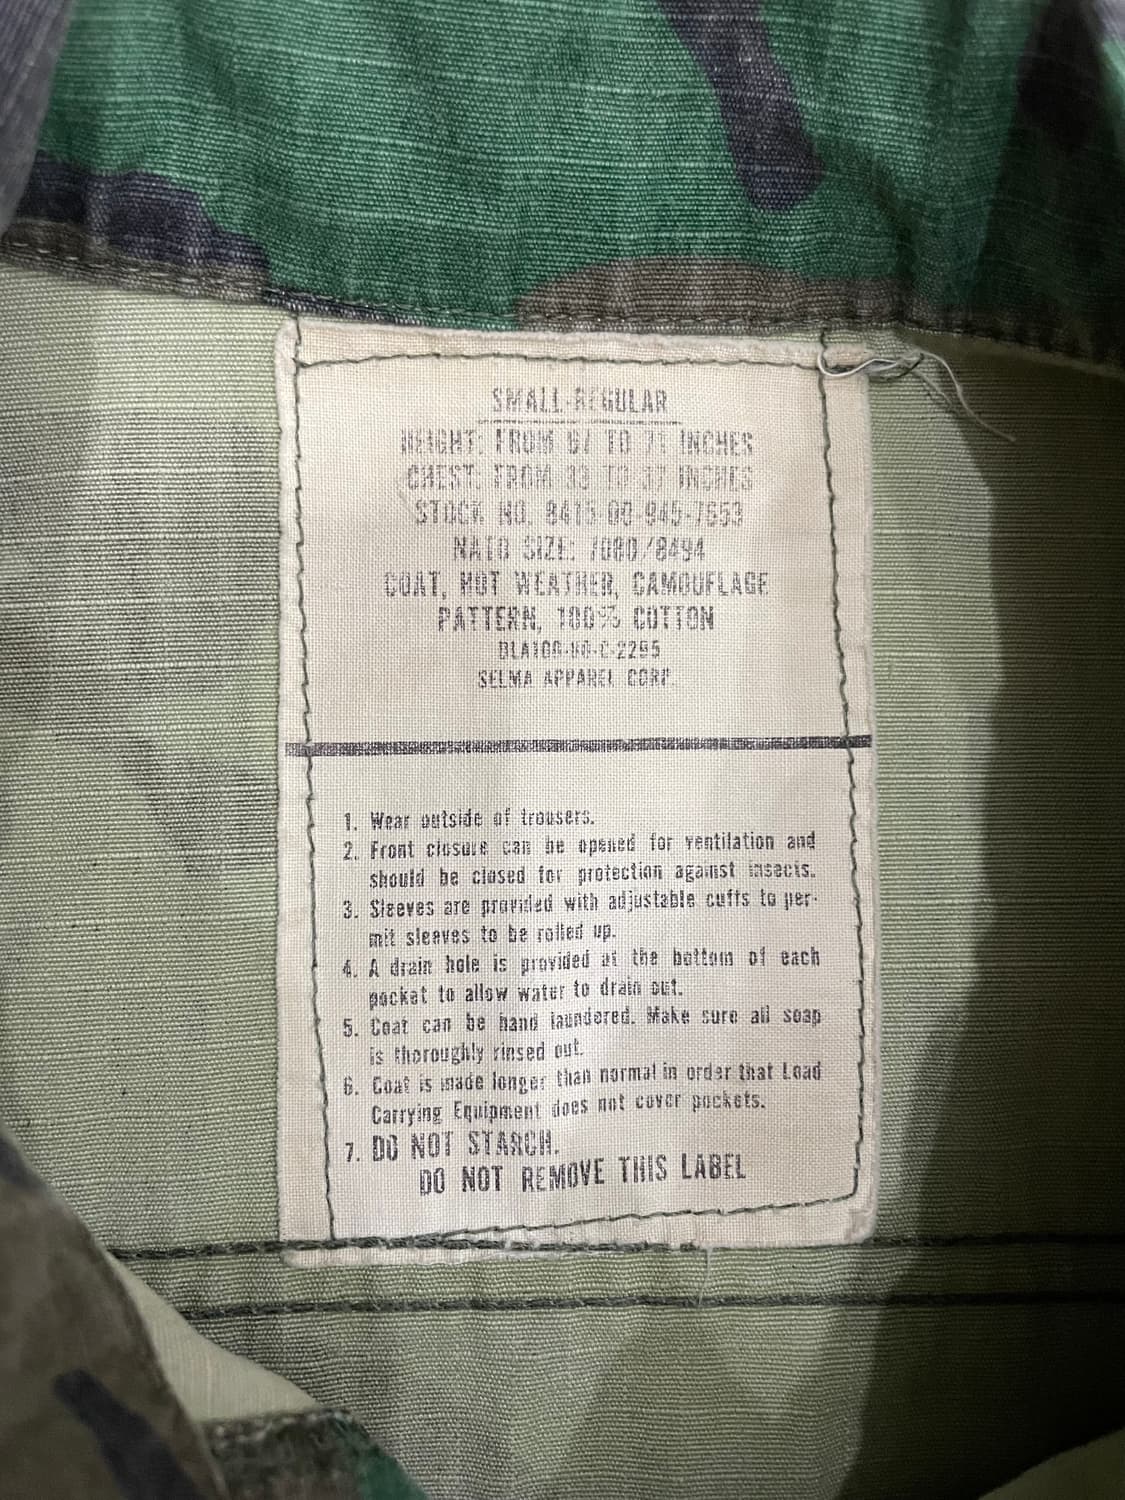 SMALL-REGULAR
HEIGHT: FROM 67 TO 71 INCHES
CHEST: FROM 33 TO 37 INCHES
STOCK NO. 8415-00-945-7653
NATO SIZE: 7080/8494
COAT, HOT WEATHER, CAMOUFLAGE
PATTERN, 100% COTTON
SELMA APPAREL CORP.
1. Wear outside of trousers.
2. Front closure can be opened for ventilation and
should be closed for protection against insects.
3. Sleeves are provided with adjustable cuffs to per-
mit sleeves to be rolled up.
4. A drain hole is provided at the bottom of each
pocket to allow water to drain out.
5. Coat can be hand laundered. Make sure all soap
is thoroughly rinsed out.
6. Coat is made longer than normal in order that Load
Carrying Equipment does not cover pockets.
7. DO NOT STARCH.
DO NOT REMOVE THIS LABEL